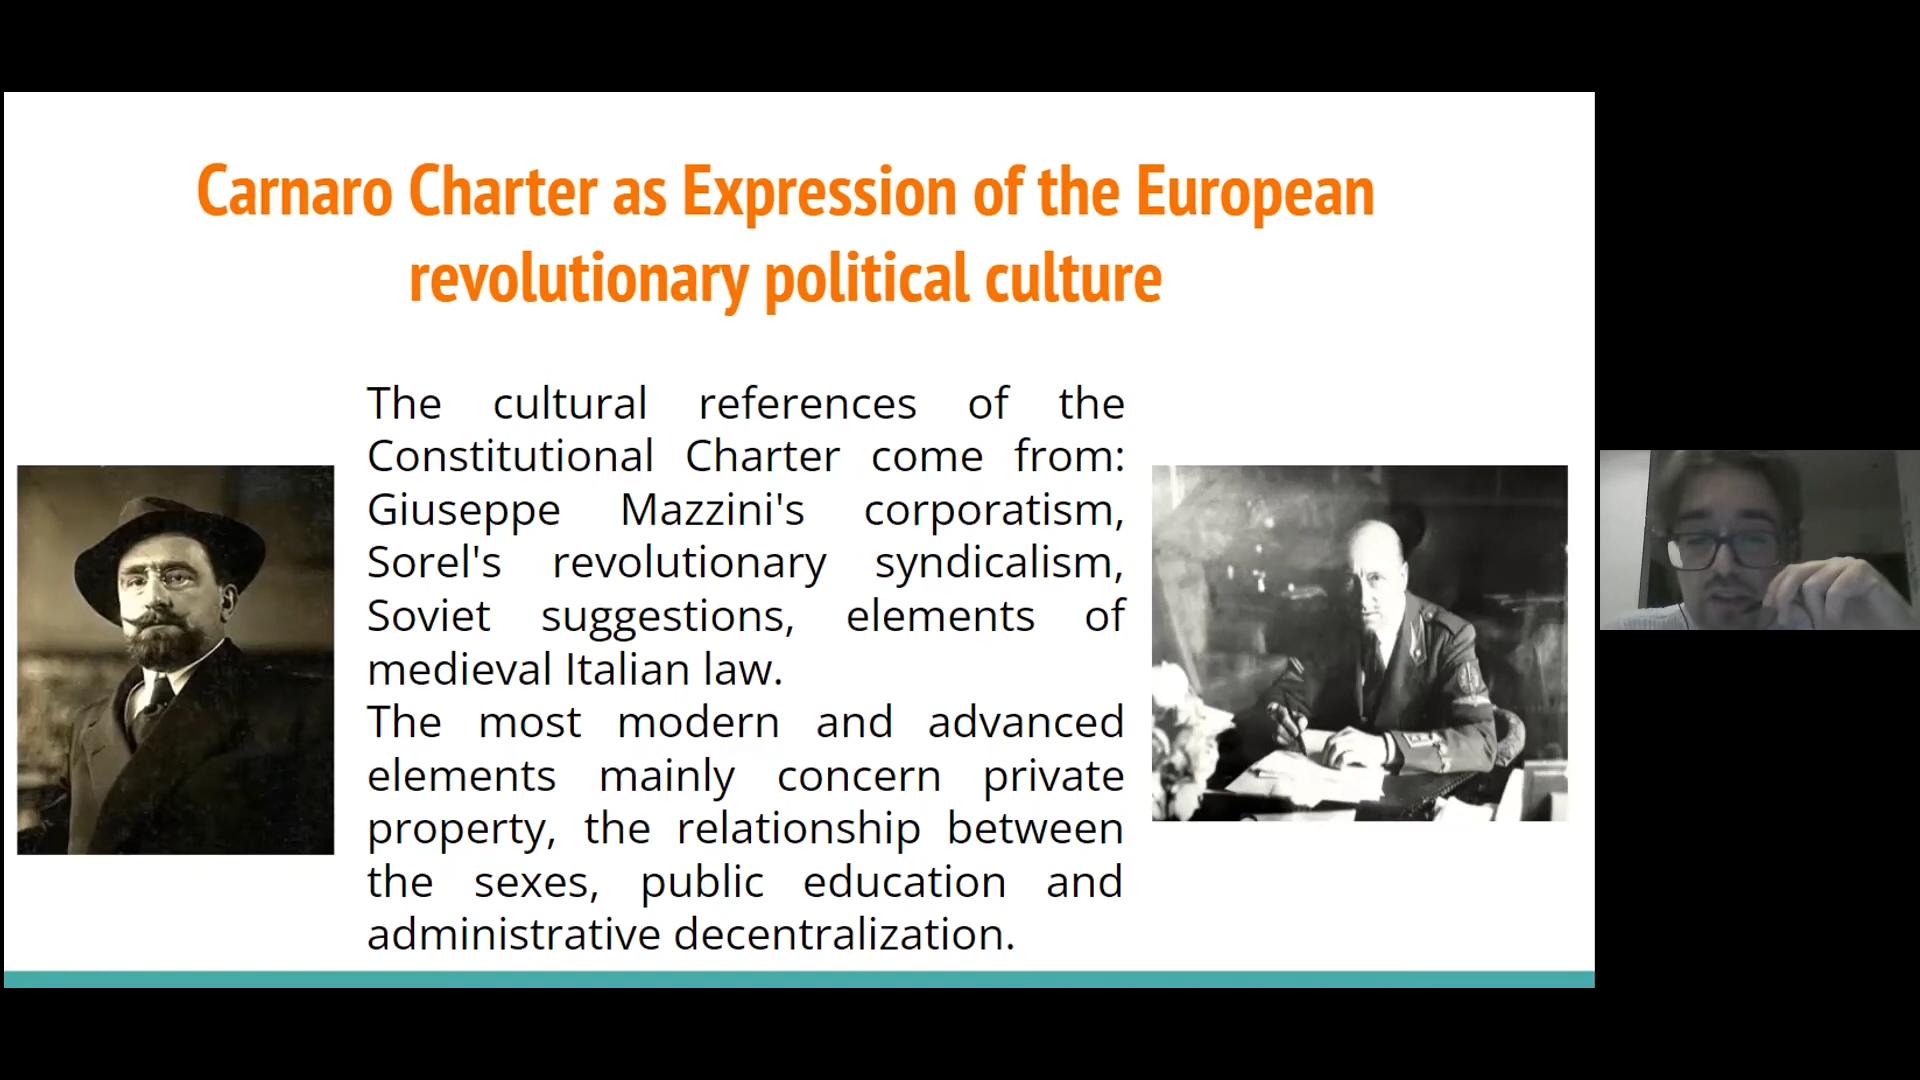 Carnaro Charter as Expression of the European
revolutionary political culture
The cultural references of the
Constitutional Charter come from:
Giuseppe Mazzini's corporatism,
Sorel's revolutionary syndicalism,
Soviet suggestions, elements of
medieval Italian law.
The most modern and advanced
elements mainly concern private
property, the relationship between
the sexes, public education and
administrative decentralization.